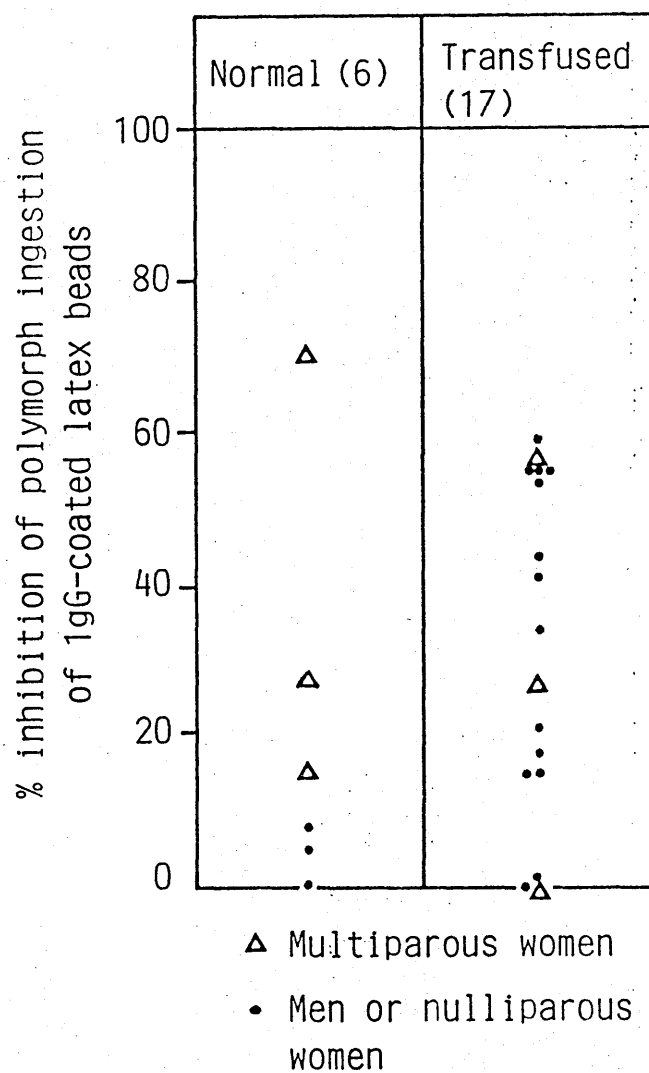 Normal (6)
Transfused
(17)
% inhibition of polymorph ingestion
of 1gG-coated latex beads
100
80
60
40
20
0
△ Multiparous women
• Men or nulliparous
women